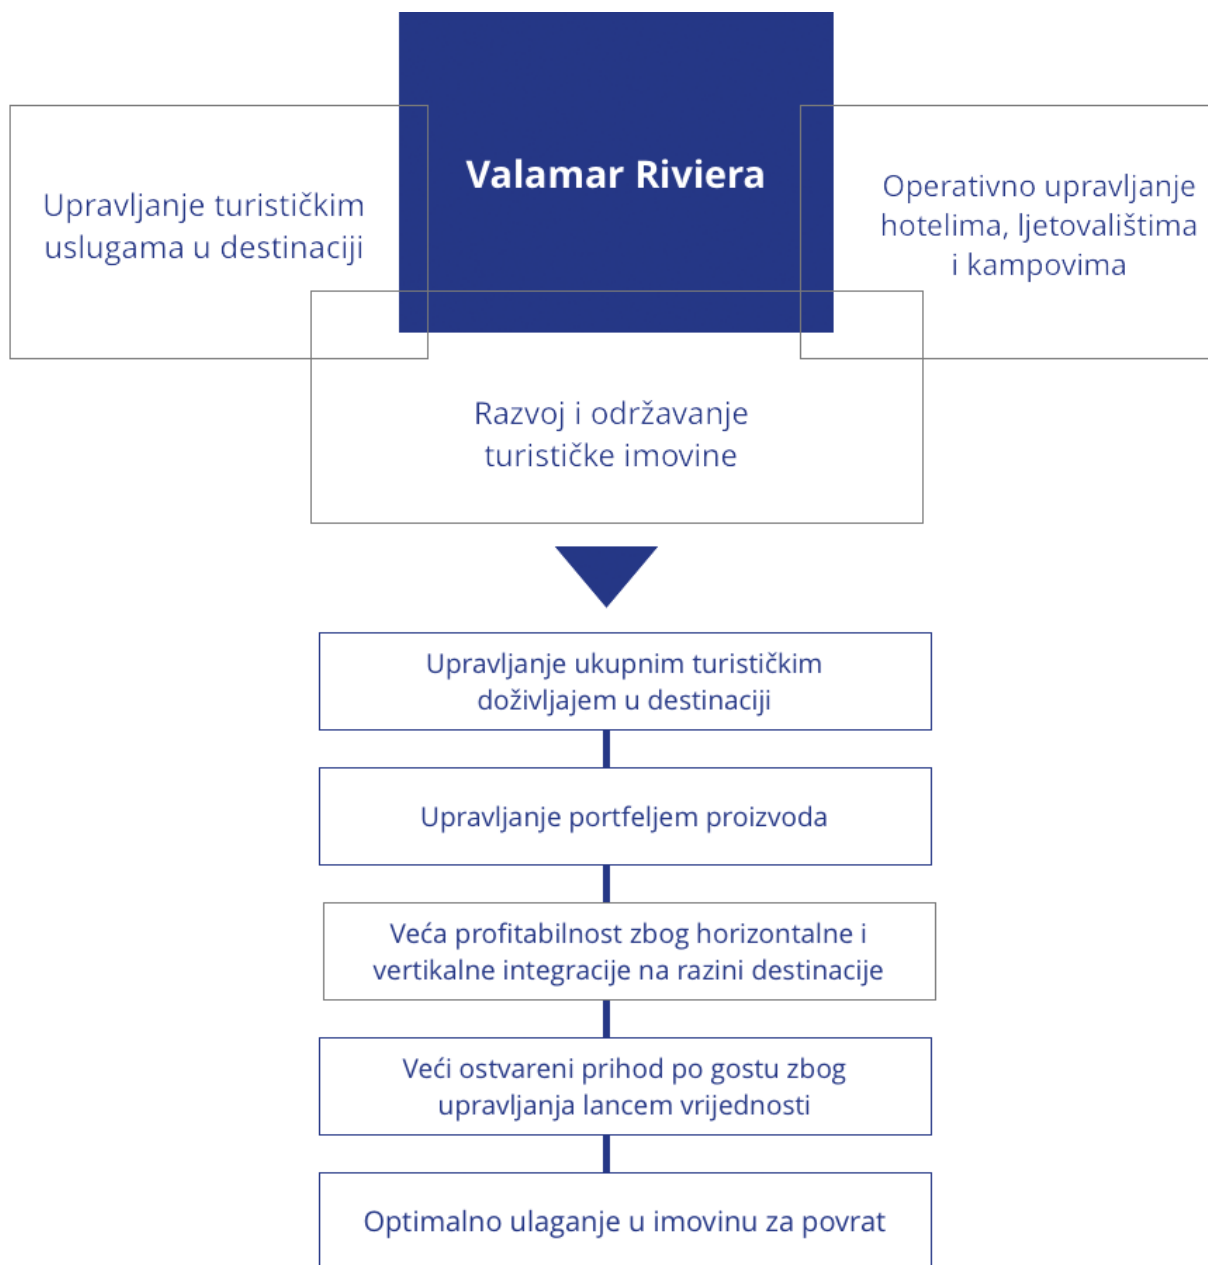 Valamar Riviera
Upravljanje turističkim
uslugama u destinaciji
Operativno upravljanje
hotelima, ljetovalištima
i kampovima
Razvoj i održavanje
turističke imovine
Upravljanje ukupnim turističkim
doživljajem u destinaciji
Upravljanje portfeljem proizvoda
Veća profitabilnost zbog horizontalne i
vertikalne integracije na razini destinacije
Veći ostvareni prihod po gostu zbog
upravljanja lancem vrijednosti
Optimalno ulaganje u imovinu za povrat